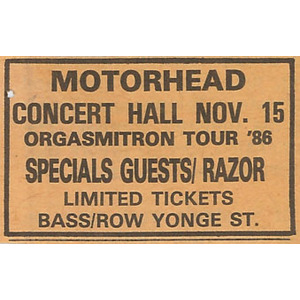 MOTORHEAD
CONCERT HALL NOV. 15
ORGASMITRON TOUR '86
SPECIALS GUESTS/ RAZOR
LIMITED TICKETS
BASS/ROW YONGE ST.